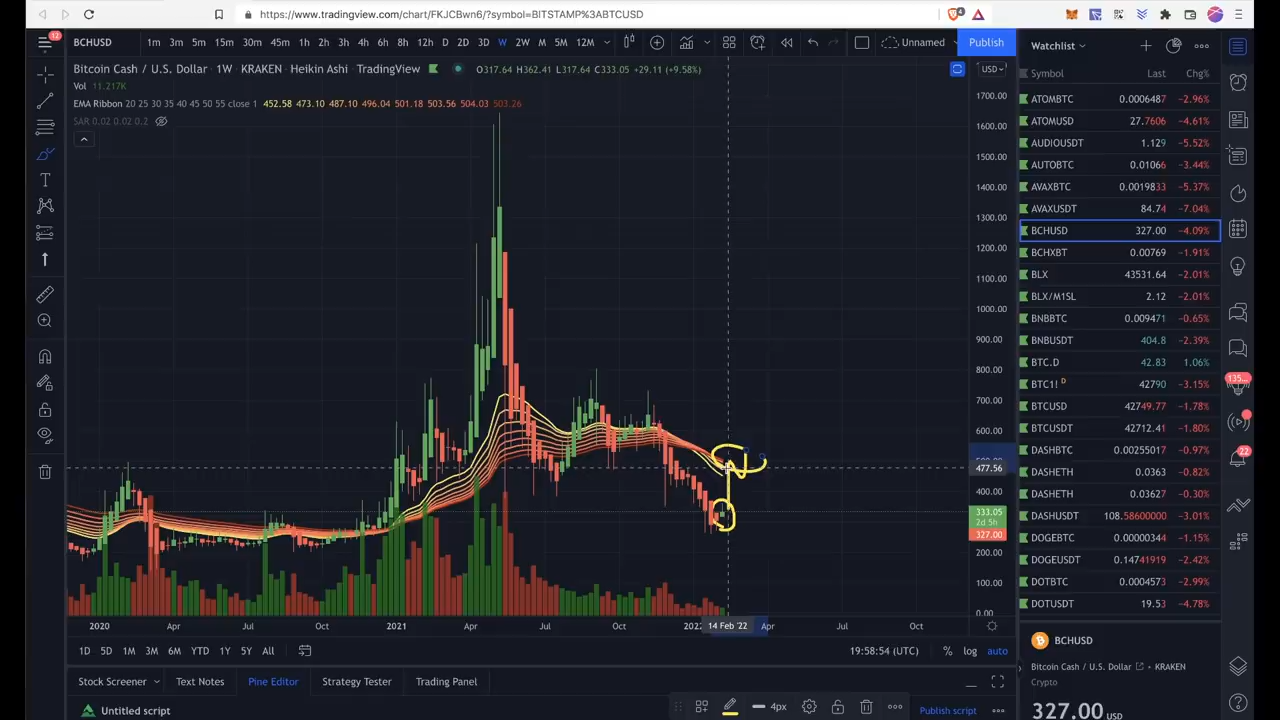 https://www.tradingview.com/chart/FKJCBwn6/?symbol=BITSTAMP%3ABTCUSD
4
12
BCHUSD 1m 3m 5m 15m 30m 45h1 1h 2h 3h 4h 6h 8h 12h D 2D 3D W 2W M 5M 12M Unnamed Publish
Watchlist
Bitcoin Cash / U.S. Dollar · 1W · KRAKEN · Heikin Ashi · TradingView O317.64 H362.41 L317.64 C333.05 +29.11 (+9.58%)
USD
Vol 11.217K
EMA Ribbon 20 25 30 35 40 45 50 55 close 1 452.58 473.10 487.10 496.04 501.18 503.56 504.03 503.26
SAR 0.02 0.02 0.2
1700.00
1600.00
1500.00
1400.00
1300.00
1200.00
1100.00
1000.00
900.00
800.00
700.00
600.00
477.56
400.00
333.05
2d 5h
327.00
200.00
100.00
0.00
2020 Apr Jul Oct 2021 Apr Jul Oct 2022 14 Feb '22 Apr Jul Oct
1D 5D 1M 3M 6M YTD 1Y 5Y All
19:58:54 (UTC) % log auto
Stock Screener Text Notes Pine Editor Strategy Tester Trading Panel
Untitled script
4px
Publish script
Symbol Last Chg%
ATOMBTC 0.0006487 −2.96%
ATOMUSD 27.7606 −4.61%
AUDIOUSDT 1.129 −5.52%
AUTOBTC 0.01066 −3.44%
AVAXBTC 0.0019833 −5.37%
AVAXUSDT 84.74 −7.04%
BCHUSD 327.00 −4.09%
BCHXBT 0.00769 −1.91%
BLX 43531.64 −2.01%
BLX/M1SL 2.12 −2.01%
BNBBTC 0.009471 −0.65%
BNBUSDT 404.8 −2.39%
BTC.D 42.83 1.06%
BTC1! D 42790 −3.15%
BTCUSD 42749.77 −1.78%
BTCUSDT 42712.41 −1.80%
DASHBTC 0.00255017 −0.97%
DASHETH 0.0363 −0.82%
DASHETH 0.03627 −0.30%
DASHUSDT 108.58600000 −3.01%
DOGEBTC 0.00000344 −1.15%
DOGEUSDT 0.14741919 −2.42%
DOTBTC 0.0004573 −2.99%
DOTUSDT 19.53 −4.78%
BCHUSD
Bitcoin Cash / U.S. Dollar • KRAKEN
Crypto
327.00 USD
135...
22